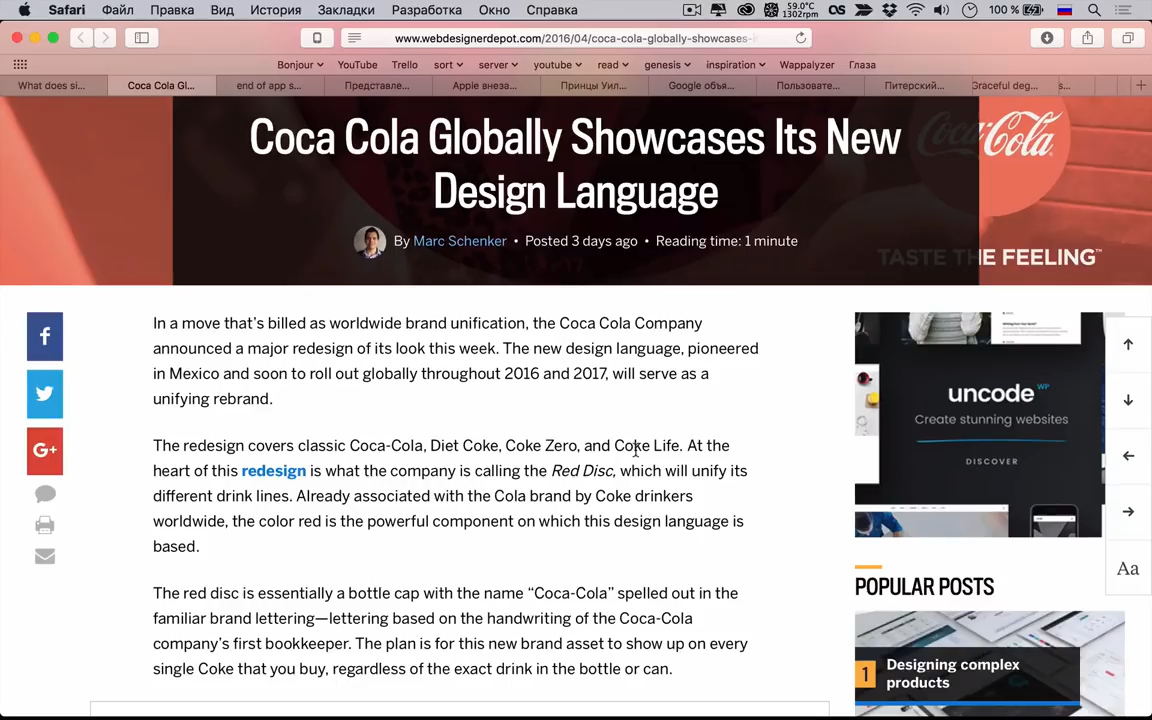 Safari Файл Правка Вид История Закладки Разработка Окно Справка 59.0°C 1302rpm 100 %
www.webdesignerdepot.com/2016/04/coca-cola-globally-showcases-
Bonjour YouTube Trello sort server youtube read genesis inspiration Wappalyzer Глаза
What does si... Coca Cola Gl... end of app s... Представле... Apple внеза... Принцы Уил... Google объя... Пользовате... Питерский... Graceful deg... s...
Coca Cola Globally Showcases Its New
Design Language
Coca-Cola
By Marc Schenker • Posted 3 days ago • Reading time: 1 minute
TASTE THE FEELING™
In a move that’s billed as worldwide brand unification, the Coca Cola Company
announced a major redesign of its look this week. The new design language, pioneered
in Mexico and soon to roll out globally throughout 2016 and 2017, will serve as a
unifying rebrand.
The redesign covers classic Coca-Cola, Diet Coke, Coke Zero, and Coke Life. At the
heart of this redesign is what the company is calling the Red Disc, which will unify its
different drink lines. Already associated with the Cola brand by Coke drinkers
worldwide, the color red is the powerful component on which this design language is
based.
The red disc is essentially a bottle cap with the name “Coca-Cola” spelled out in the
familiar brand lettering—lettering based on the handwriting of the Coca-Cola
company’s first bookkeeper. The plan is for this new brand asset to show up on every
single Coke that you buy, regardless of the exact drink in the bottle or can.
f
G+
uncode WP
Create stunning websites
DISCOVER
Aa
POPULAR POSTS
1 Designing complex
products